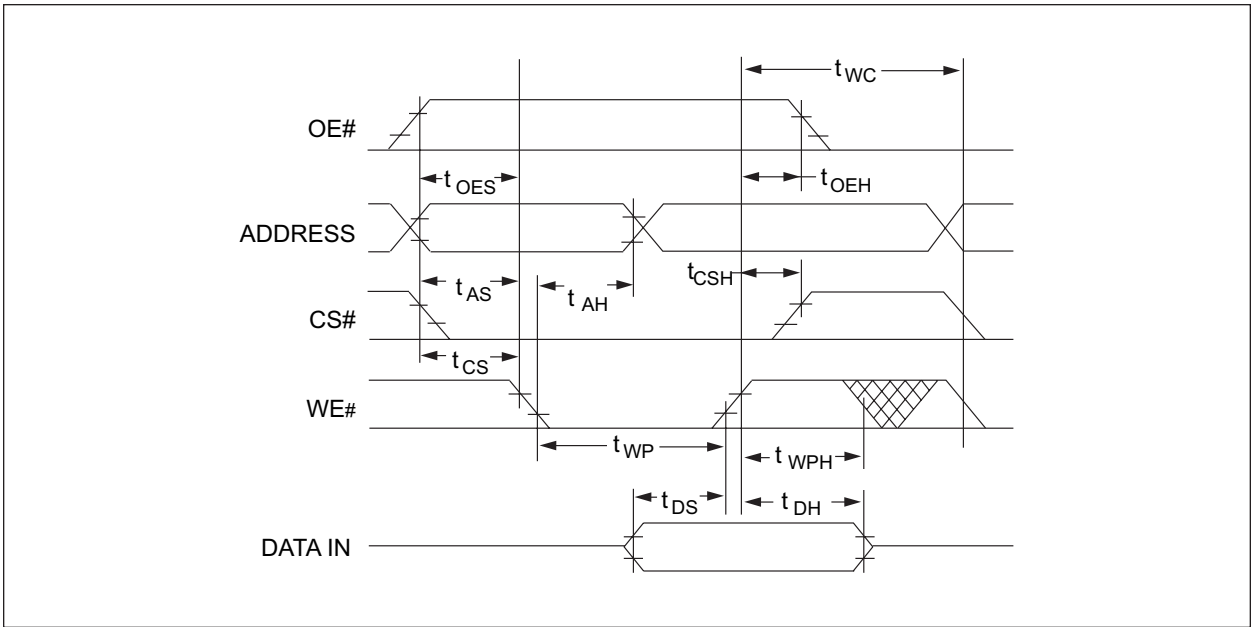 t WC
OE#
t OES
t OEH
ADDRESS
t AS
t AH
t CSH
CS#
t CS
WE#
t WP
t WPH
t DS
t DH
DATA IN